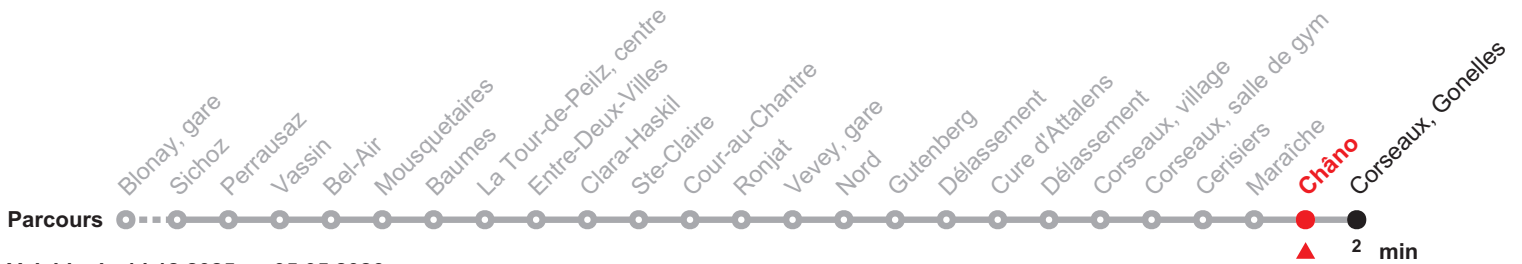 Blonay, gare
Sichoz
Perrausaz
Vassin
Bel-Air
Mousquetaires
Baumes
La Tour-de-Peilz, centre
Entre-Deux-Villes
Clara-Haskil
Ste-Claire
Cour-au-Chantre
Ronjat
Vevey, gare
Nord
Gutenberg
Délassement
Cure d'Attalens
Délassement
Corseaux, village
Corseaux, salle de gym
Cerisiers
Maraîche
Châno
Corseaux, Gonelles
Parcours
2 min